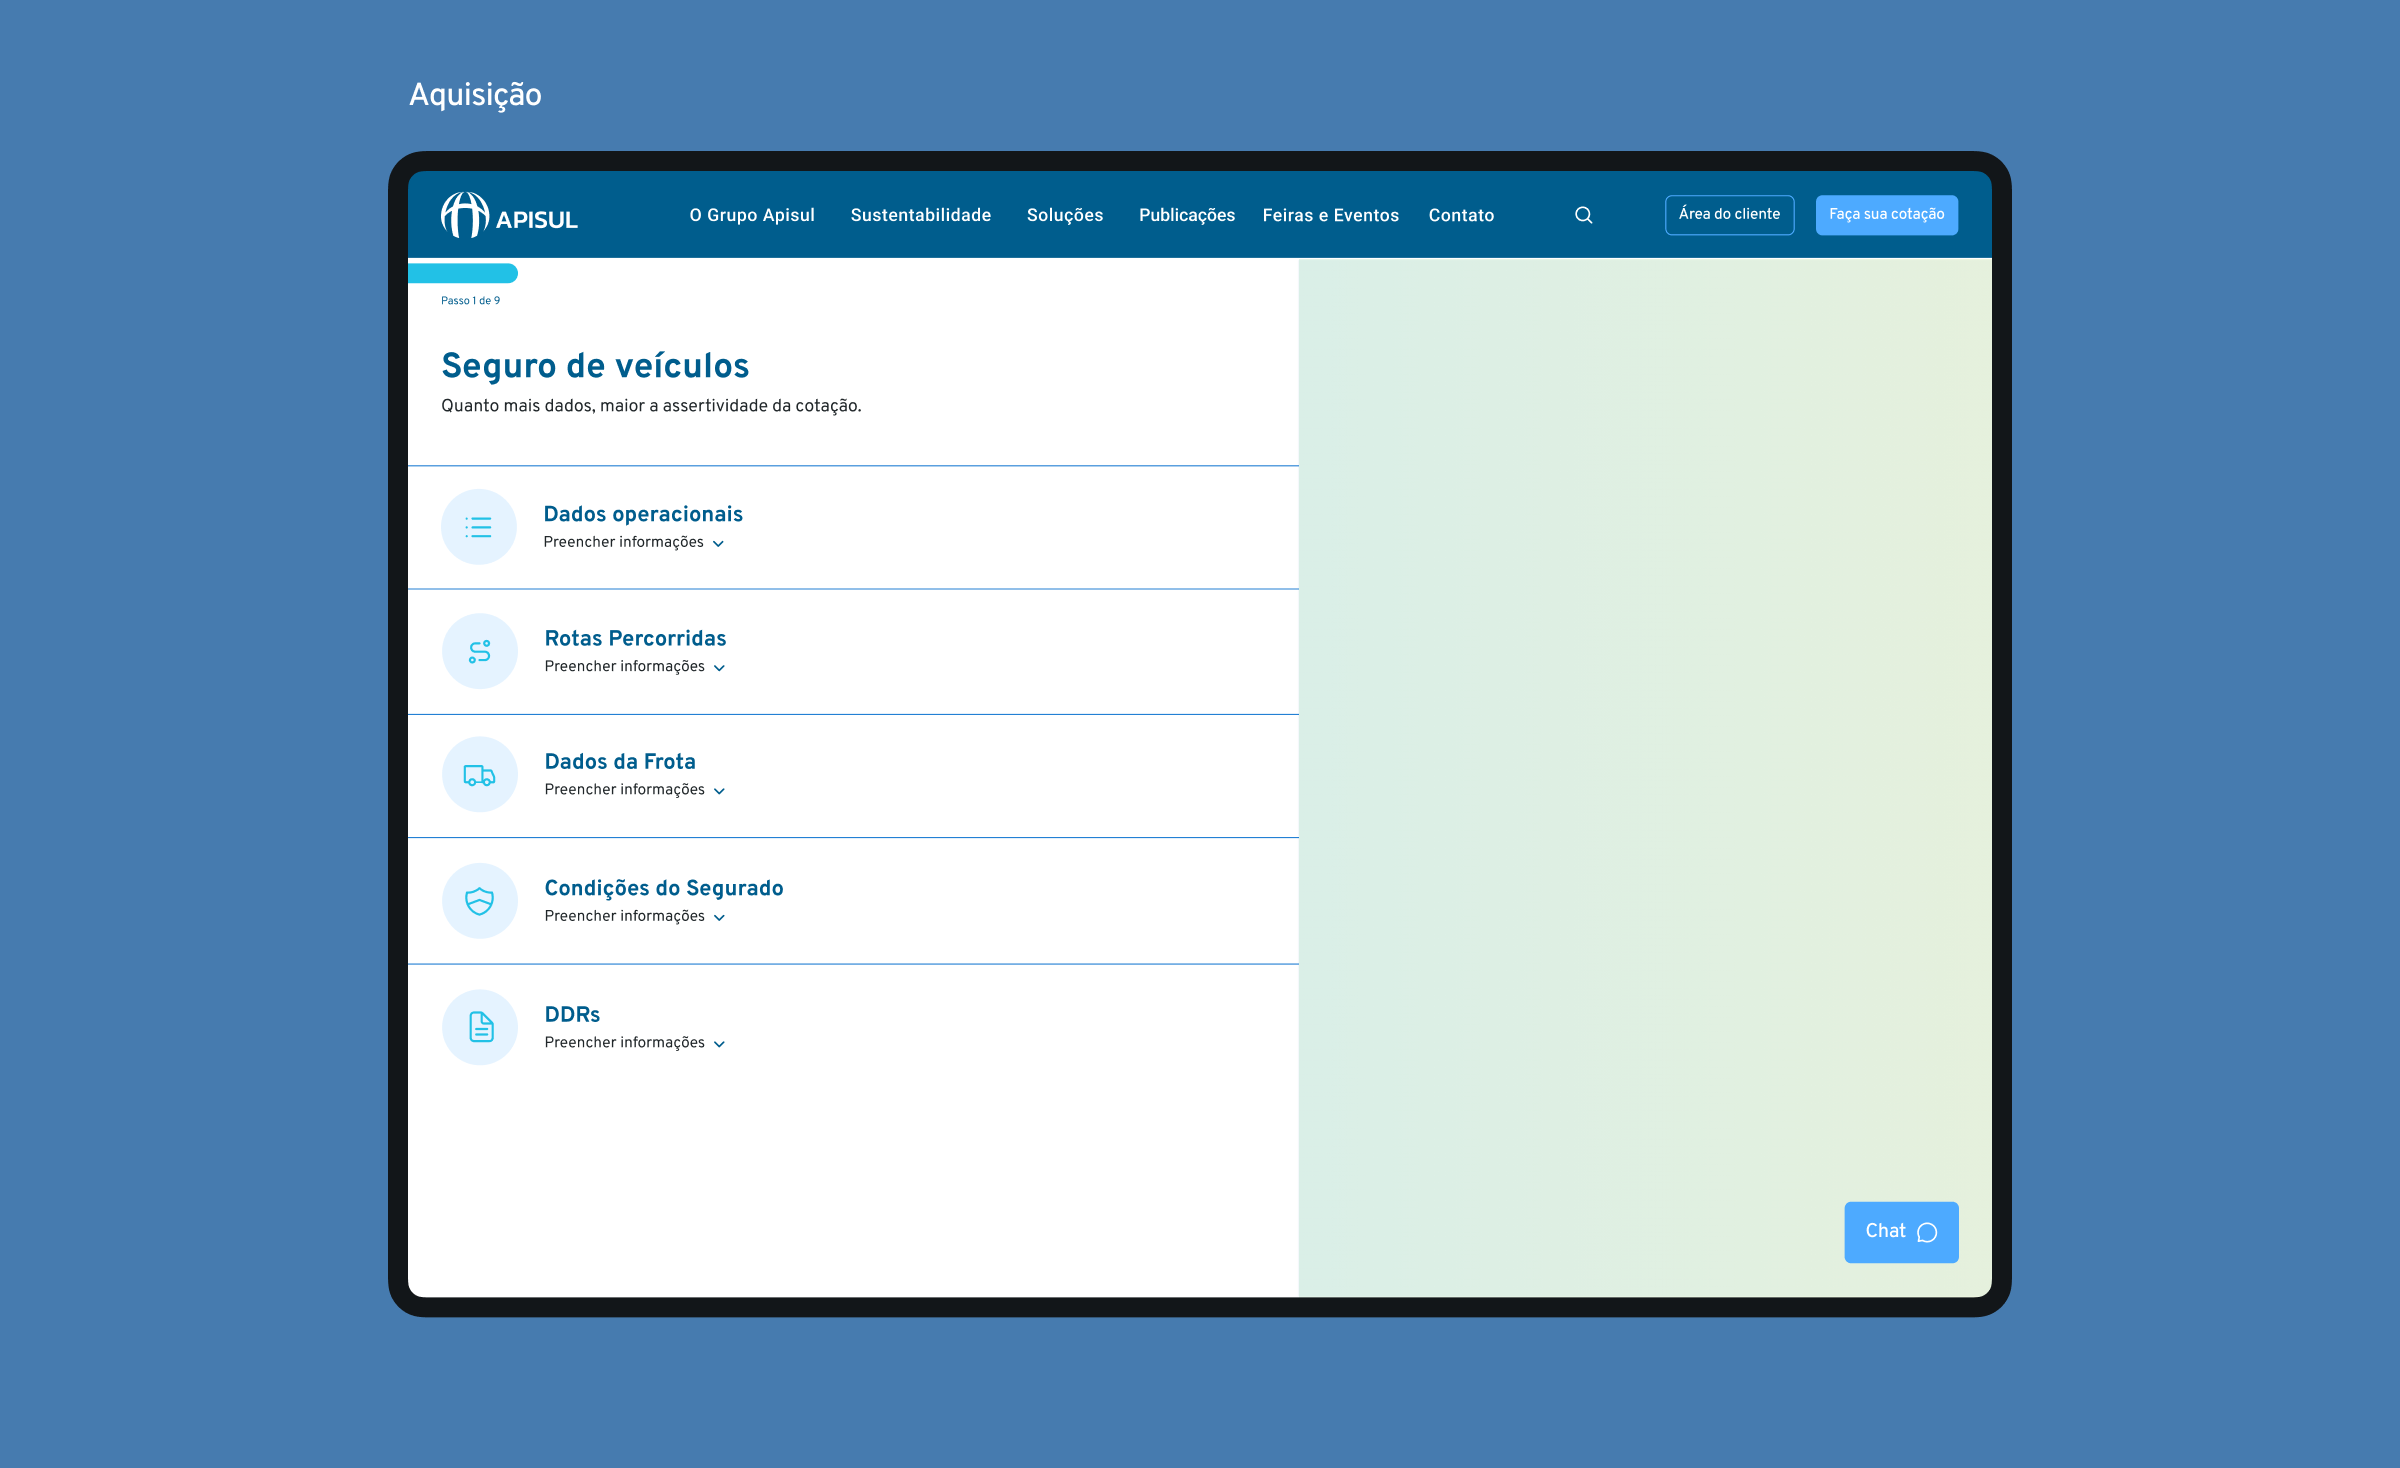 Aquisição
APISUL
O Grupo Apisul Sustentabilidade Soluções Publicações Feiras e Eventos Contato Área do cliente Faça sua cotação
Passo 1 de 9
Seguro de veículos
Quanto mais dados, maior a assertividade da cotação.
Dados operacionais
Preencher informações
Rotas Percorridas
Preencher informações
Dados da Frota
Preencher informações
Condições do Segurado
Preencher informações
DDRs
Preencher informações
Chat